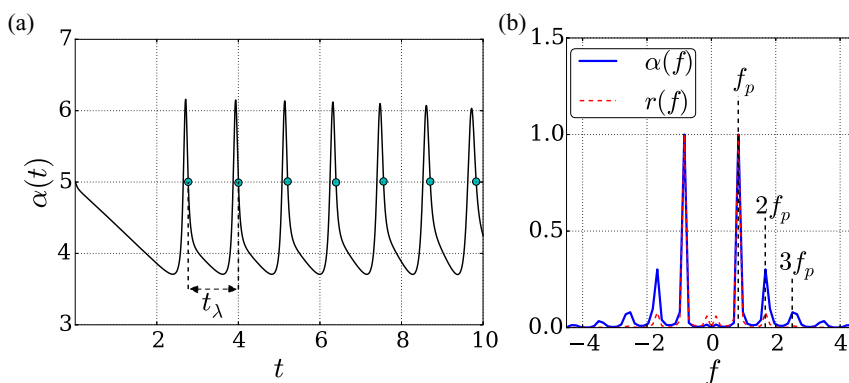 (a)
7
6
5
4
3
α(t)
2 4 6 8 10
t
t_λ
(b)
1.5
1.0
0.5
0.0
α(f)
r(f)
f_p
2f_p
3f_p
−4 −2 0 2 4
f